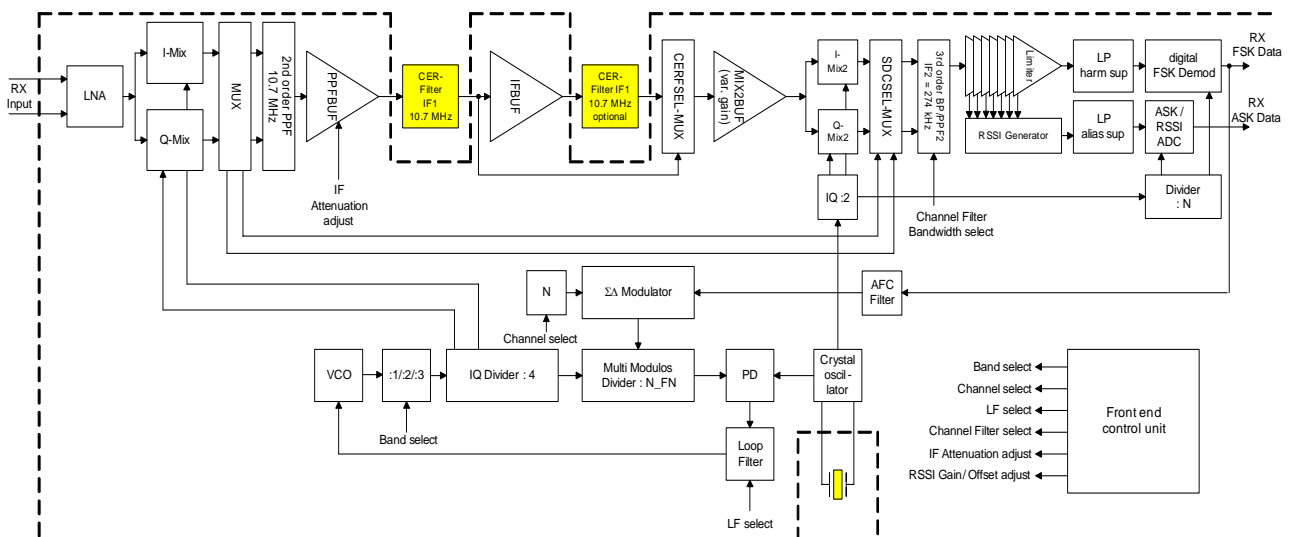 RX
Input
LNA
I-Mix
Q-Mix
MUX
2nd order PPF
10.7 MHz
PPFBUF
IF
Attenuation
adjust
CER-
Filter
IF1
10.7 MHz
IFBUF
CER-
Filter IF1
10.7 MHz
optional
CERFSEL-MUX
MIX2BUF
(var. gain)
I-
Mix2
Q-
Mix2
IQ :2
SDCSEL-MUX
3rd order BP/PPF2
IF2 = 274 kHz
Channel Filter
Bandwidth select
Limiter
RSSI Generator
LP
harm sup
LP
alias sup
digital
FSK Demod
ASK /
RSSI
ADC
Divider
: N
RX
FSK Data
RX
ASK Data
N
Channel select
ΣΔ Modulator
AFC
Filter
VCO
:1/:2/:3
Band select
IQ Divider : 4
Multi Modulos
Divider : N_FN
PD
Crystal
oscil -
lator
Loop
Filter
LF select
Band select
Channel select
LF select
Channel Filter select
IF Attenuation adjust
RSSI Gain/ Offset adjust
Front end
control unit